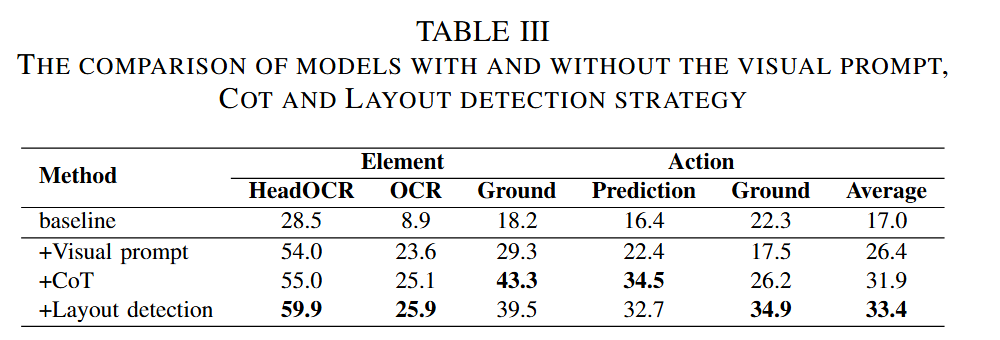 TABLE III
THE COMPARISON OF MODELS WITH AND WITHOUT THE VISUAL PROMPT,
COT AND LAYOUT DETECTION STRATEGY
Method Element Action
HeadOCR OCR Ground Prediction Ground Average
baseline 28.5 8.9 18.2 16.4 22.3 17.0
+Visual prompt 54.0 23.6 29.3 22.4 17.5 26.4
+CoT 55.0 25.1 43.3 34.5 26.2 31.9
+Layout detection 59.9 25.9 39.5 32.7 34.9 33.4